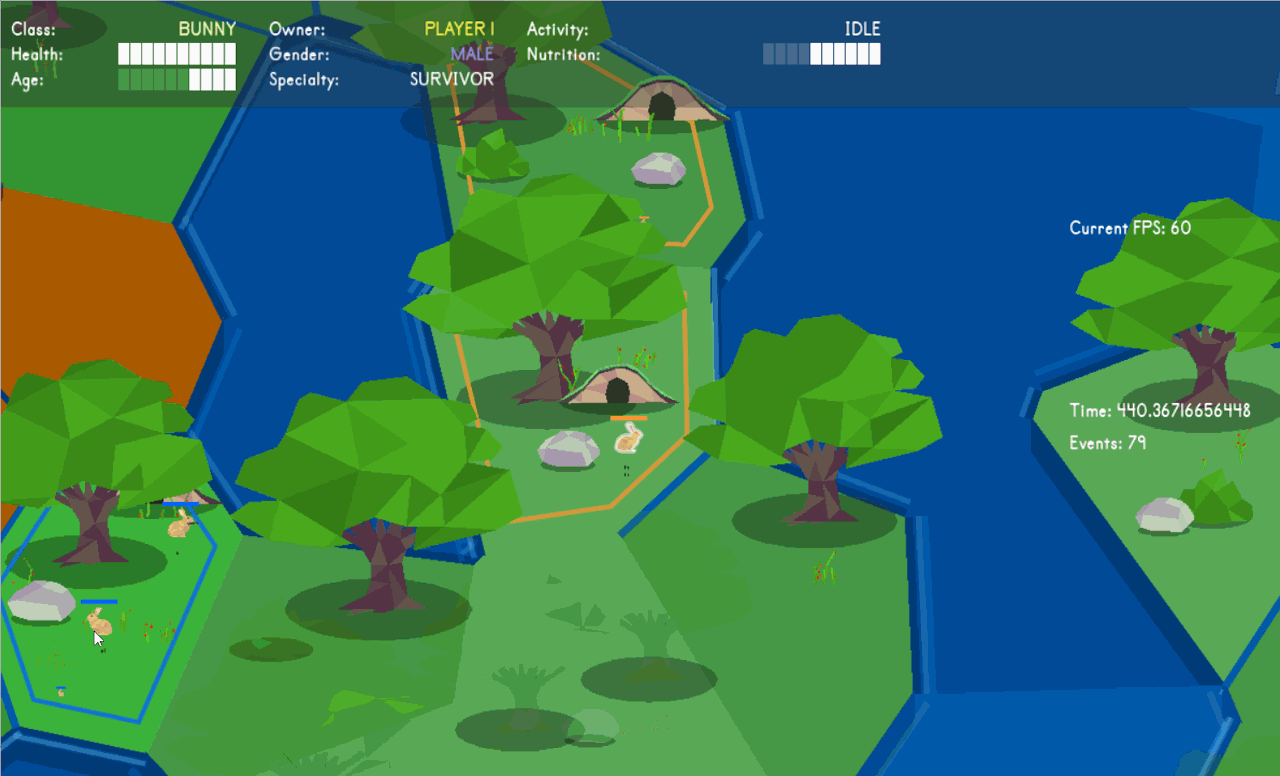 Class: BUNNY Owner: PLAYER 1 Activity: IDLE
Health: Gender: MALE Nutrition:
Age: Specialty: SURVIVOR
Current FPS: 60
Time: 440.36716656448
Events: 79